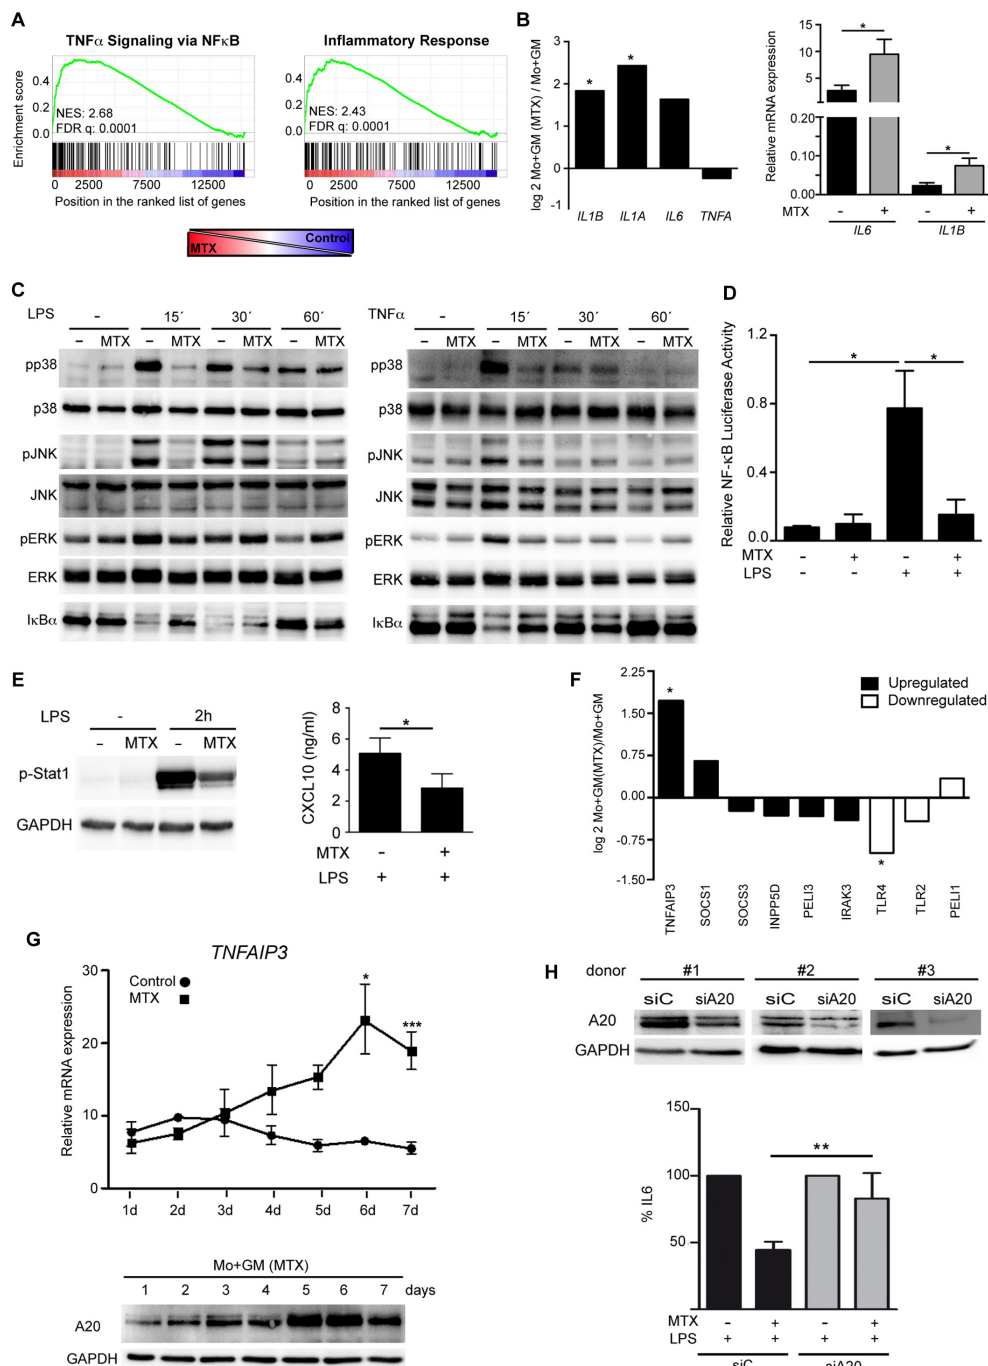 A
TNFα Signaling via NFκB
Inflammatory Response
Enrichment score
0.4
0.2
0.0
NES: 2.68
FDR q: 0.0001
0.4
0.2
0.0
NES: 2.43
FDR q: 0.0001
0 2500 7500 12500
0 2500 7500 12500
Position in the ranked list of genes
Position in the ranked list of genes
MTX
Control
B
log 2 Mo+GM (MTX) / Mo+GM
4
3
2
1
0
-1
* *
IL1B IL1A IL6 TNFA
Relative mRNA expression
15
10
5
0.20
0.10
0.00
*
*
MTX - + - +
IL6 IL1B
C
LPS - 15´ 30´ 60´
- MTX - MTX - MTX - MTX
pp38
p38
pJNK
JNK
pERK
ERK
IκBα
TNFα - 15´ 30´ 60´
- MTX - MTX - MTX - MTX
pp38
p38
pJNK
JNK
pERK
ERK
IκBα
D
Relative NF-κB Luciferase Activity
1.2
0.8
0.4
0.0
* *
MTX - + - +
LPS - - + +
E
LPS - 2h
- MTX - MTX
p-Stat1
GAPDH
CXCL10 (ng/ml)
8
6
4
2
0
*
MTX - +
LPS + +
F
log 2 Mo+GM(MTX)/Mo+GM
2.25
1.50
0.75
0.00
-0.75
-1.50
Upregulated
Downregulated
*
*
TNFAIP3
SOCS1
SOCS3
INPP5D
PELI3
IRAK3
TLR4
TLR2
PELI1
G
TNFAIP3
Relative mRNA expression
30
20
10
0
Control
MTX
*
***
1d 2d 3d 4d 5d 6d 7d
Mo+GM (MTX)
1 2 3 4 5 6 7 days
A20
GAPDH
H
donor #1 #2 #3
siC siA20 siC siA20 siC siA20
A20
GAPDH
% IL6
150
100
50
**
MTX - + - +
LPS + + + +
siC siA20